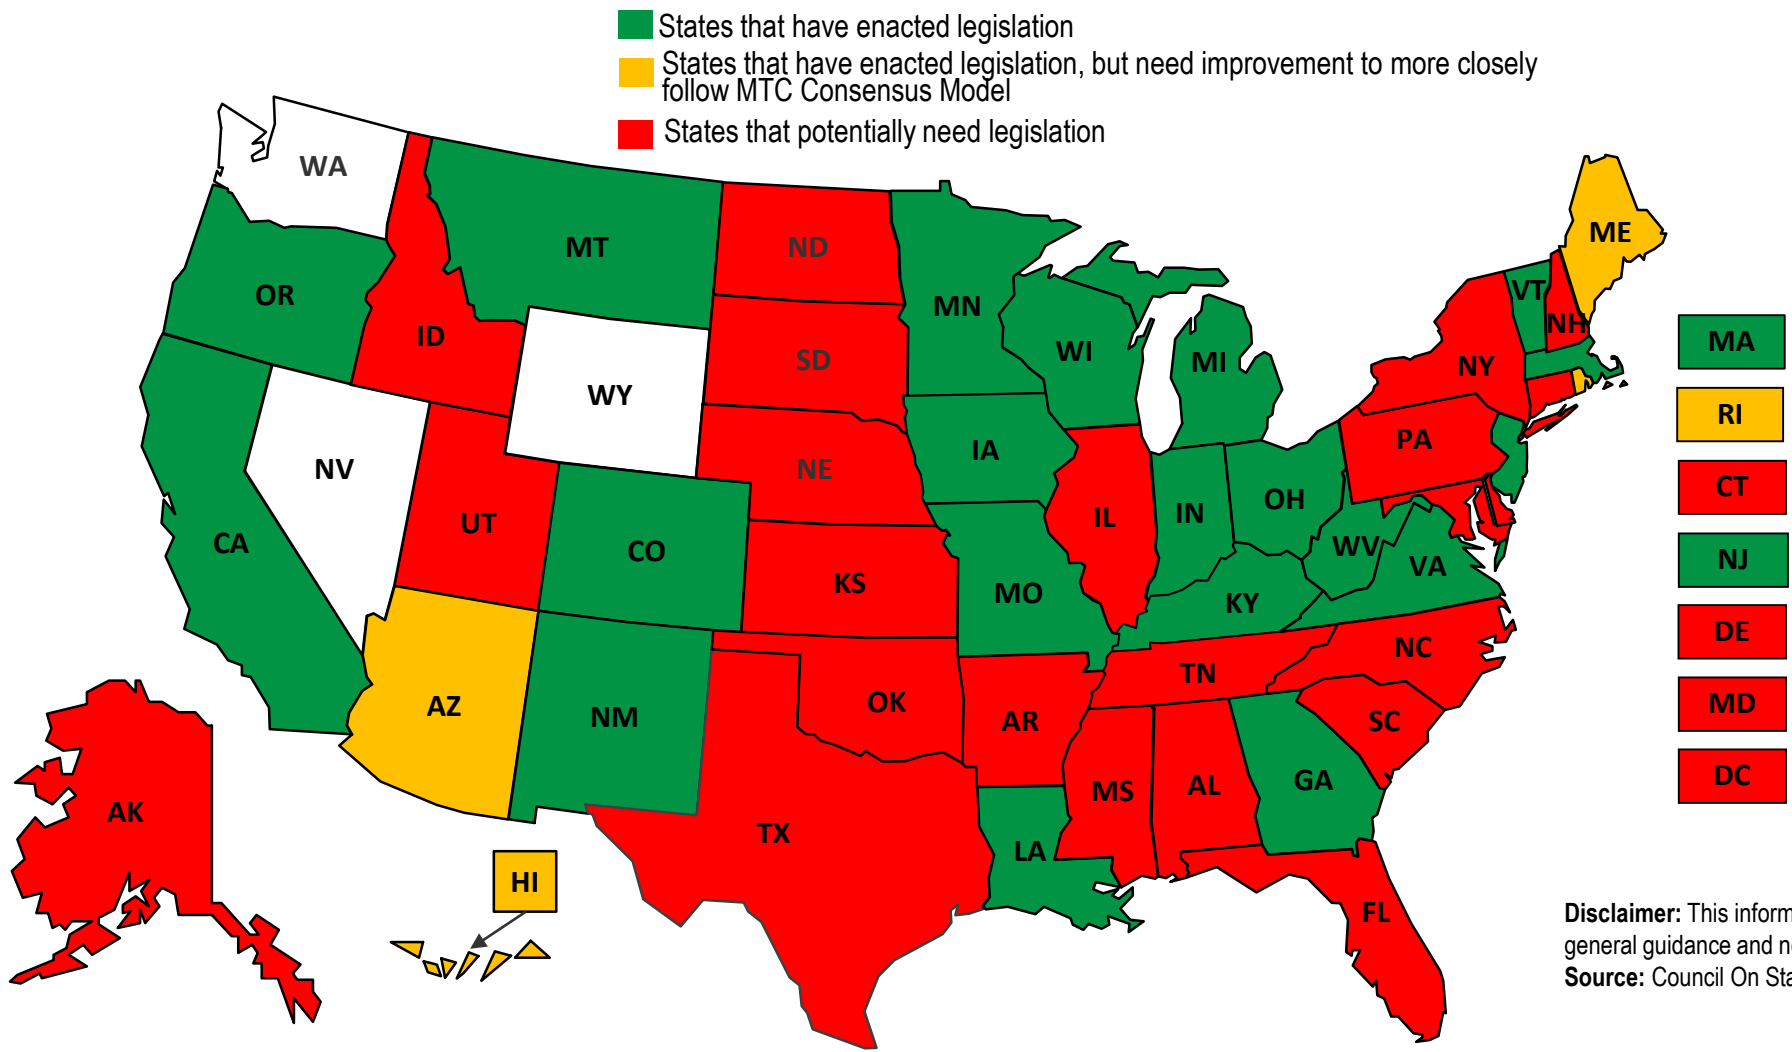 States that have enacted legislation
States that have enacted legislation, but need improvement to more closely
follow MTC Consensus Model
States that potentially need legislation
WA
MT
ND
MN
OR
ID
SD
WI
MI
NY
VT
NH
ME
MA
WY
NE
IA
PA
RI
NV
UT
CO
KS
MO
IL
IN
OH
WV
VA
KY
CT
NJ
CA
AZ
NM
OK
AR
TN
NC
SC
DE
MD
DC
AK
HI
TX
LA
MS
AL
GA
FL
Disclaimer: This
general guidance and
Source: Council On